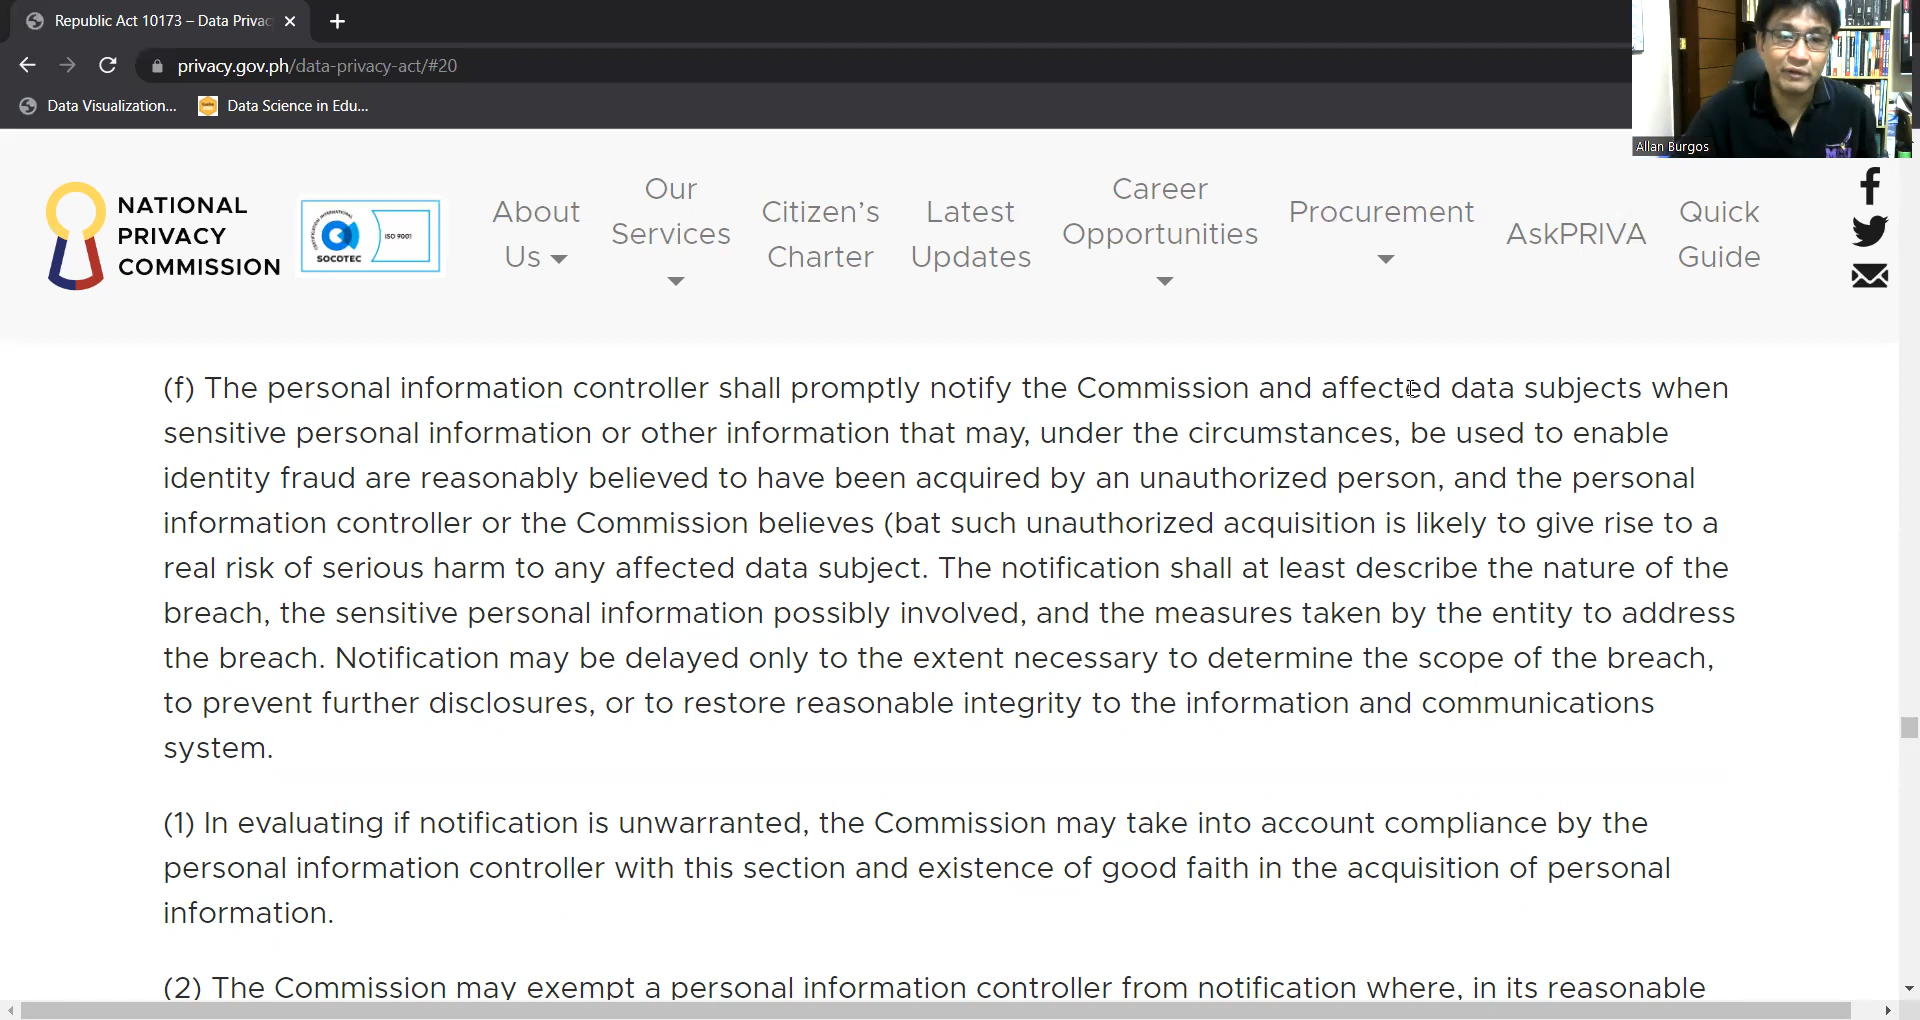 Republic Act 10173 – Data Privac
privacy.gov.ph/data-privacy-act/#20
Data Visualization...
Data Science in Edu...
Allan Burgos
NATIONAL
PRIVACY
COMMISSION
CERTIFICATION INTERNATIONAL
SOCOTEC
ISO 9001
About
Us
Our
Services
Citizen's
Charter
Latest
Updates
Career
Opportunities
Procurement
AskPRIVA
Quick
Guide
(f) The personal information controller shall promptly notify the Commission and affected data subjects when
sensitive personal information or other information that may, under the circumstances, be used to enable
identity fraud are reasonably believed to have been acquired by an unauthorized person, and the personal
information controller or the Commission believes (bat such unauthorized acquisition is likely to give rise to a
real risk of serious harm to any affected data subject. The notification shall at least describe the nature of the
breach, the sensitive personal information possibly involved, and the measures taken by the entity to address
the breach. Notification may be delayed only to the extent necessary to determine the scope of the breach,
to prevent further disclosures, or to restore reasonable integrity to the information and communications
system.
(1) In evaluating if notification is unwarranted, the Commission may take into account compliance by the
personal information controller with this section and existence of good faith in the acquisition of personal
information.
(2) The Commission may exempt a personal information controller from notification where, in its reasonable